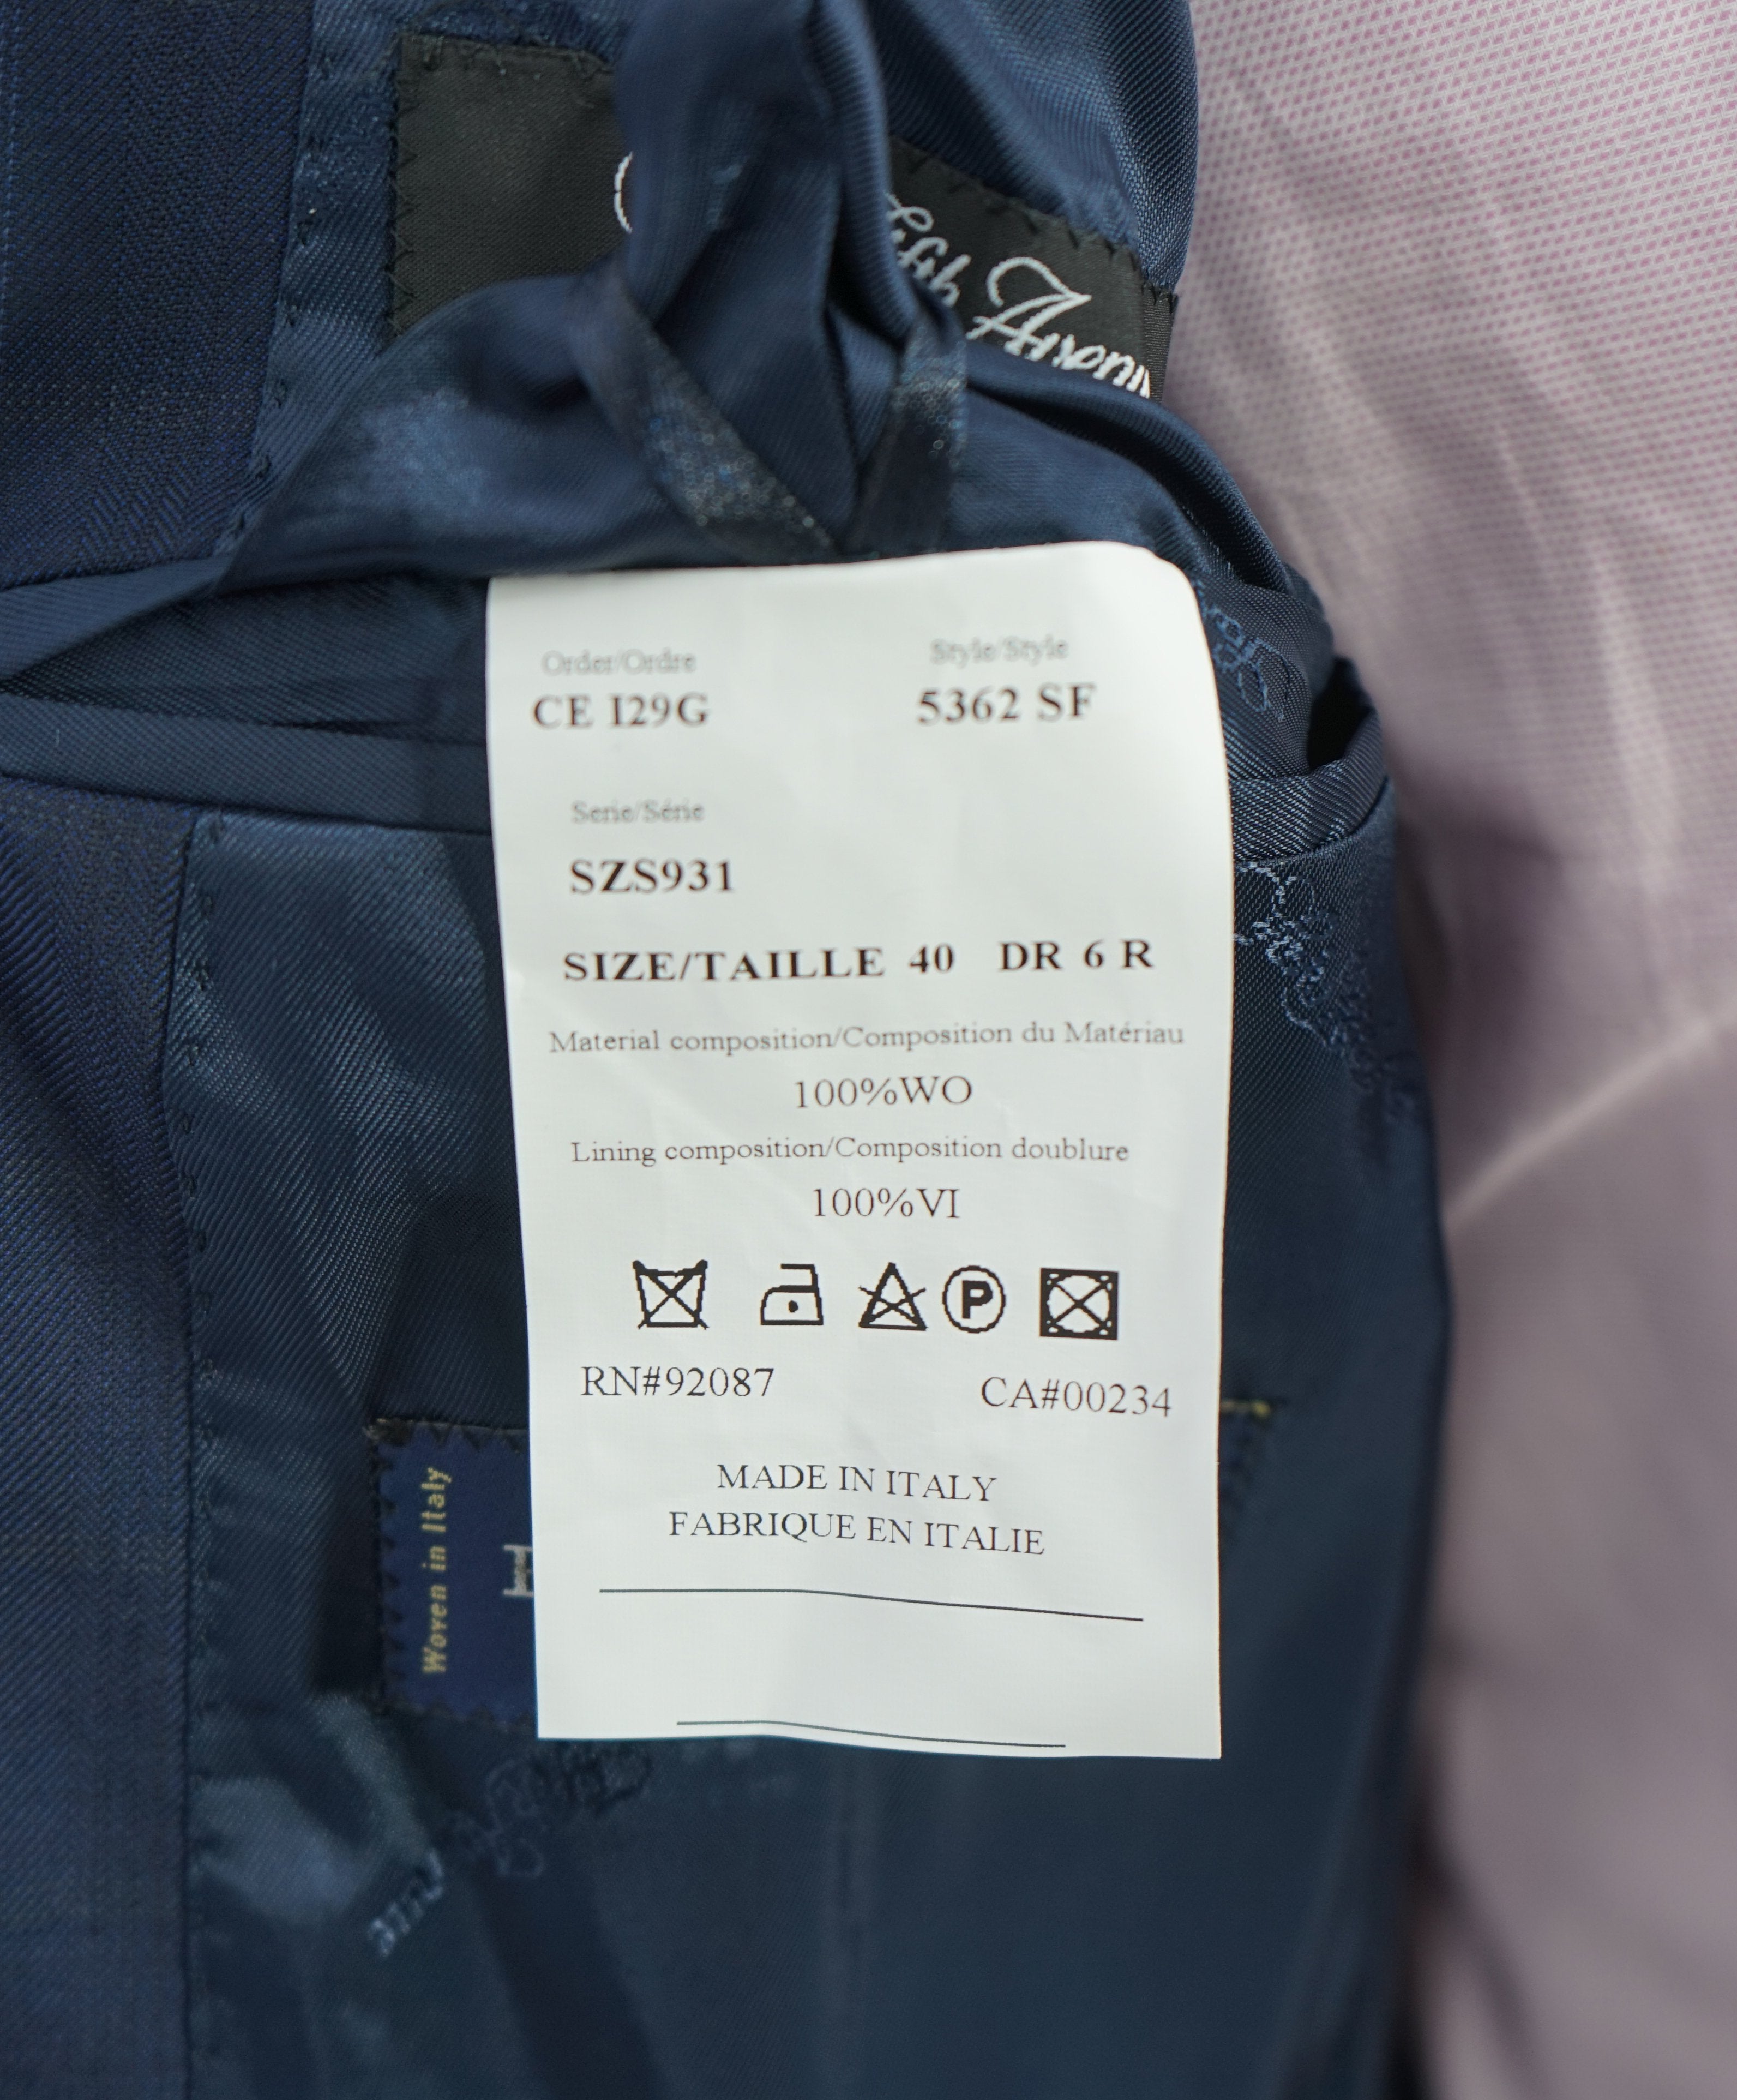 Fifth Avenu
Order/Ordre Style/Style
CE I29G 5362 SF
Serie/Série
SZS931
SIZE/TAILLE 40 DR 6 R
Material composition/Composition du Matériau
100%WO
Lining composition/Composition doublure
100%VI
P
RN#92087 CA#00234
MADE IN ITALY
FABRIQUE EN ITALIE
Woven in Italy